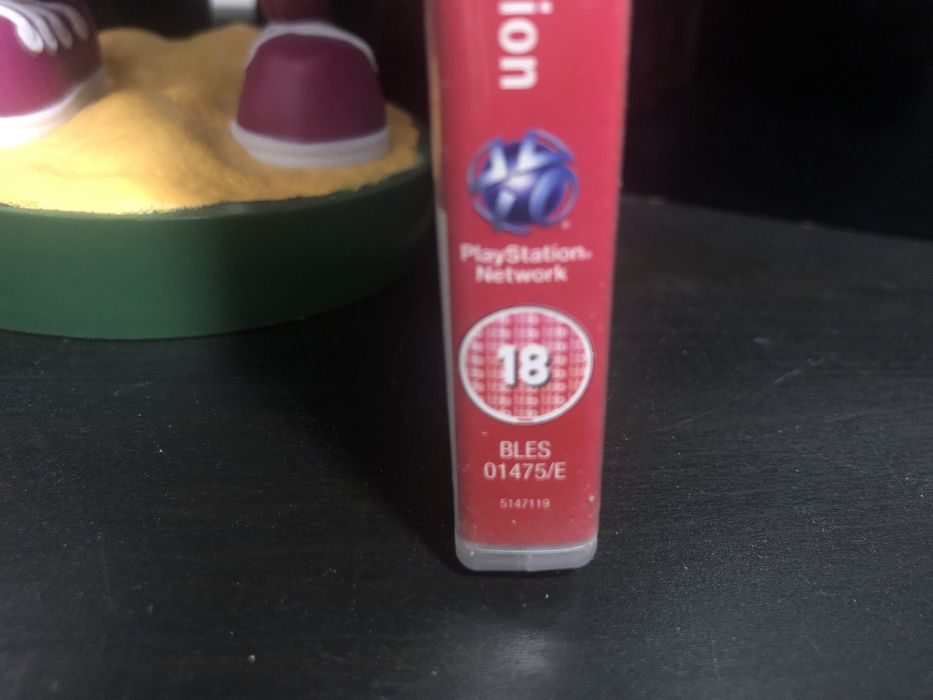 ion
PlayStation®
Network
18
BLES
01475/E
5147119